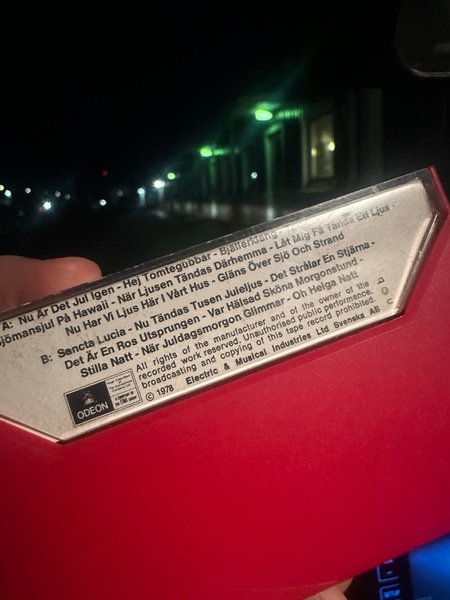 A: Nu Är Det Jul Igen - Hej Tomtegubbar - Bjällerklang -
Sjömansjul På Hawaii - När Ljusen Tändas Därhemma - Låt Mig Få Tända Ett Ljus -
Nu Har Vi Ljus Här I Vårt Hus - Gläns Över Sjö Och Strand
B: Sancta Lucia - Nu Tändas Tusen Juleljus - Det Strålar En Stjärna -
Det Är En Ros Utsprungen - Var Hälsad Sköna Morgonstund -
Stilla Natt - När Juldagsmorgon Glimmar - Oh Helga Natt
All rights of the manufacturer and of the owner of the
recorded work reserved. Unauthorised public performance,
broadcasting and copying of this tape record prohibited.
© 1978 Electric & Musical Industries Ltd Svenska AB
ODEON